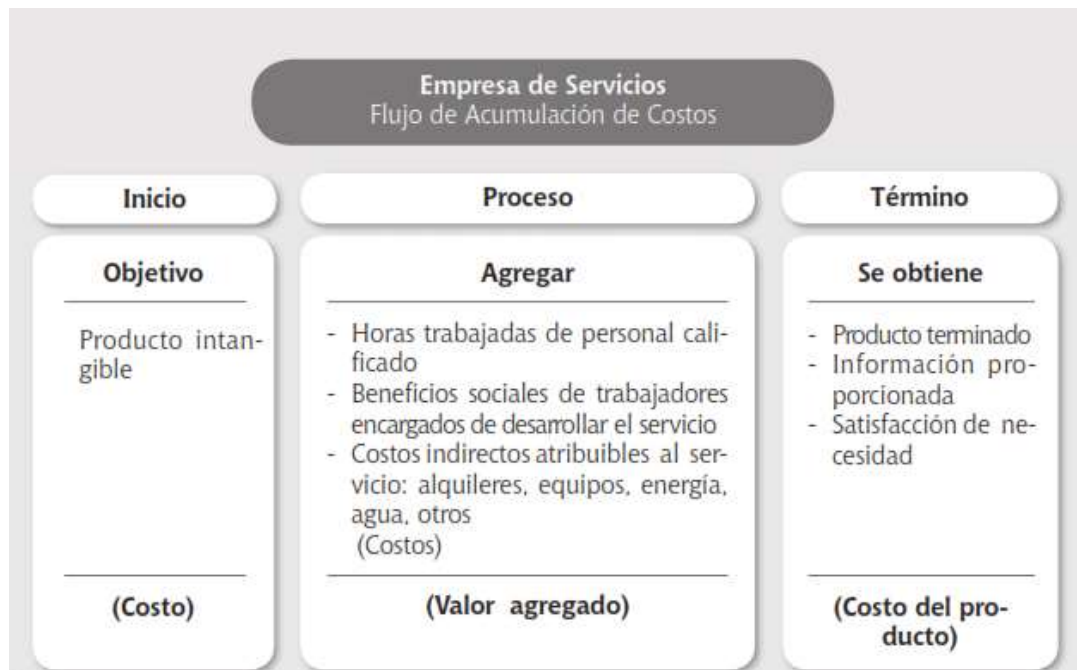 Empresa de Servicios
Flujo de Acumulación de Costos
Inicio
Proceso
Término
Objetivo
Producto intan-
gible
(Costo)
Agregar
- Horas trabajadas de personal cali-
ficado
- Beneficios sociales de trabajadores
encargados de desarrollar el servicio
- Costos indirectos atribuibles al ser-
vicio: alquileres, equipos, energía,
agua, otros
(Costos)
(Valor agregado)
Se obtiene
- Producto terminado
- Información pro-
porcionada
- Satisfacción de ne-
cesidad
(Costo del pro-
ducto)